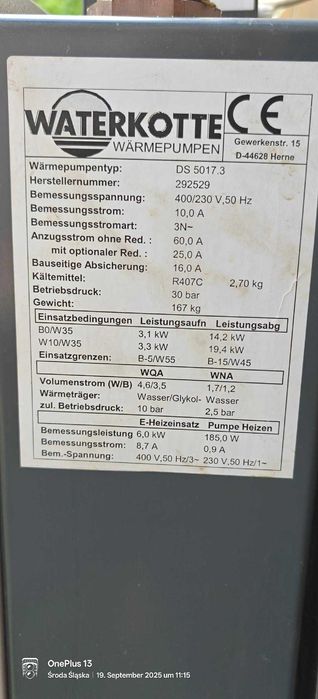 WATERKOTTE
WÄRMEPUMPEN
CE
Gewerkenstr. 15
D-44628 Herne
Wärmepumpentyp: DS 5017.3
Herstellernummer: 292529
Bemessungsspannung: 400/230 V,50 Hz
Bemessungsstrom: 10,0 A
Bemessungsstromart: 3N~
Anzugsstrom ohne Red. : 60,0 A
mit optionaler Red. : 25,0 A
Bauseitige Absicherung: 16,0 A
Kältemittel: R407C 2,70 kg
Betriebsdruck: 30 bar
Gewicht: 167 kg
Einsatzbedingungen Leistungsaufn Leistungsabg
B0/W35 3,1 kW 14,2 kW
W10/W35 3,3 kW 19,4 kW
Einsatzgrenzen: B-5/W55 B-15/W45
WQA WNA
Volumenstrom (W/B) 4,6/3,5 1,7/1,2
Wärmeträger: Wasser/Glykol- Wasser
zul. Betriebsdruck: 10 bar 2,5 bar
E-Heizeinsatz Pumpe Heizen
Bemessungsleistung 6,0 kW 185,0 W
Bemessungsstrom: 8,7 A 0,9 A
Bem.-Spannung: 400 V,50 Hz/3~ 230 V,50 Hz/1~
OnePlus 13
Środa Śląska | 19. September 2025 um 11:15